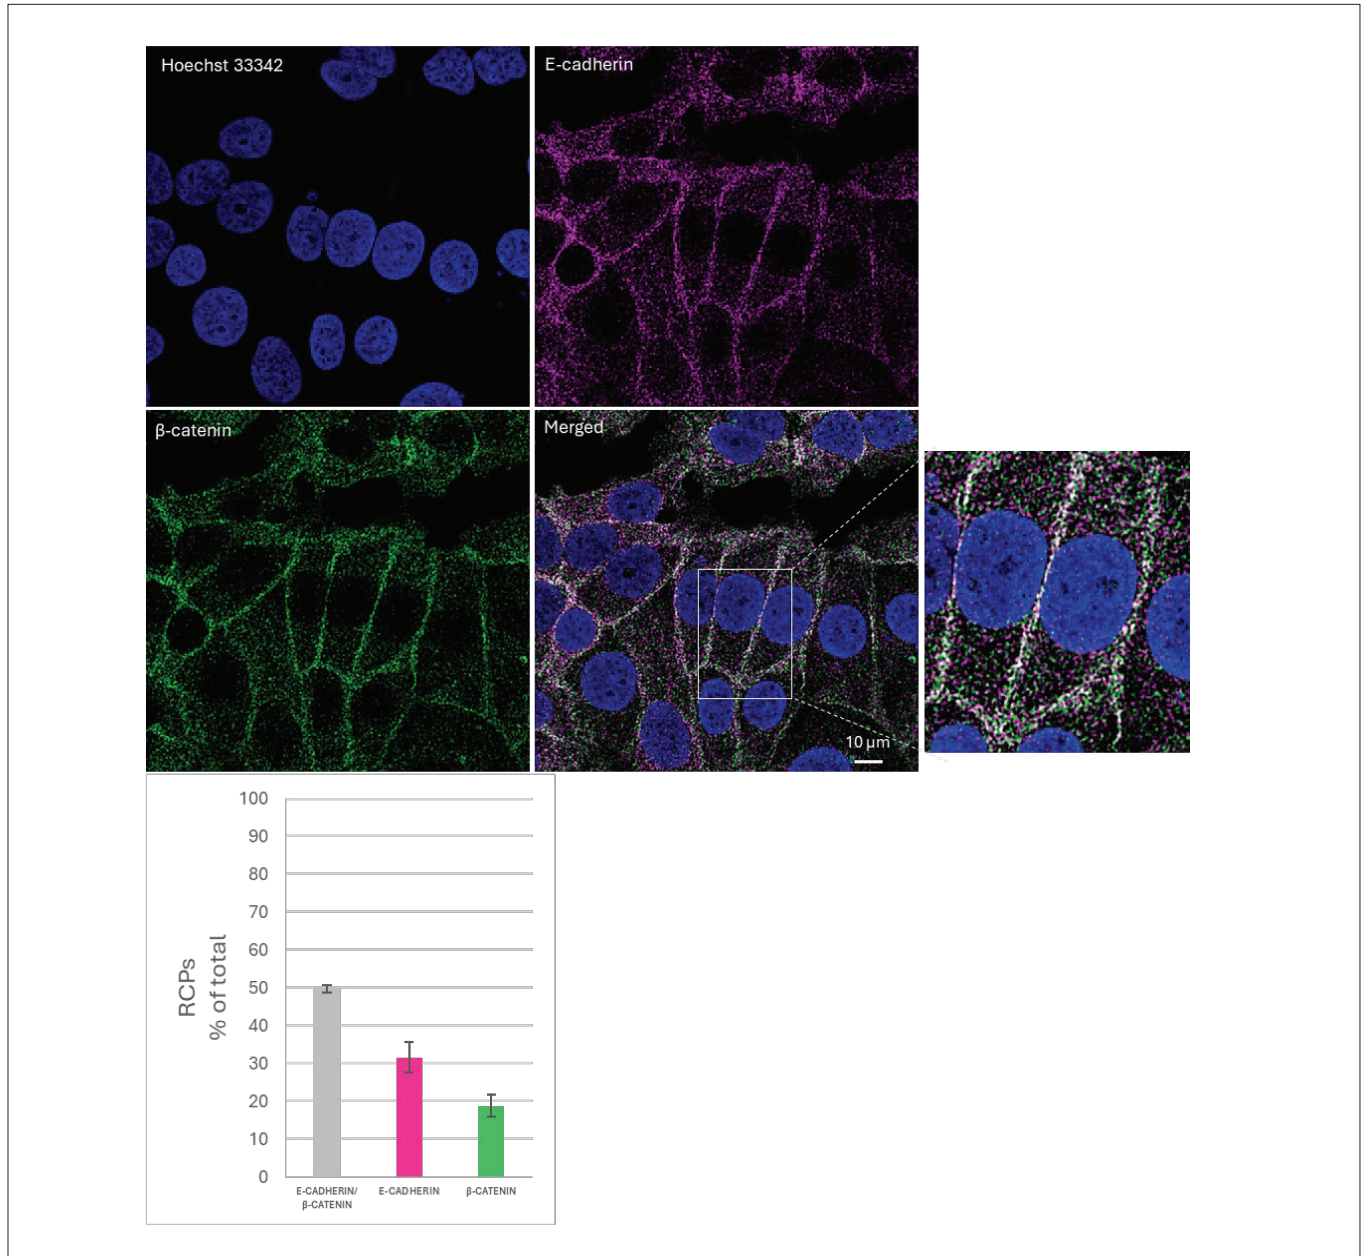 Hoechst 33342
E-cadherin
β-catenin
Merged
10 μm
100
90
80
70
60
50
40
30
20
10
0
RCPs
% of total
E-CADHERIN/
β-CATENIN
E-CADHERIN
β-CATENIN